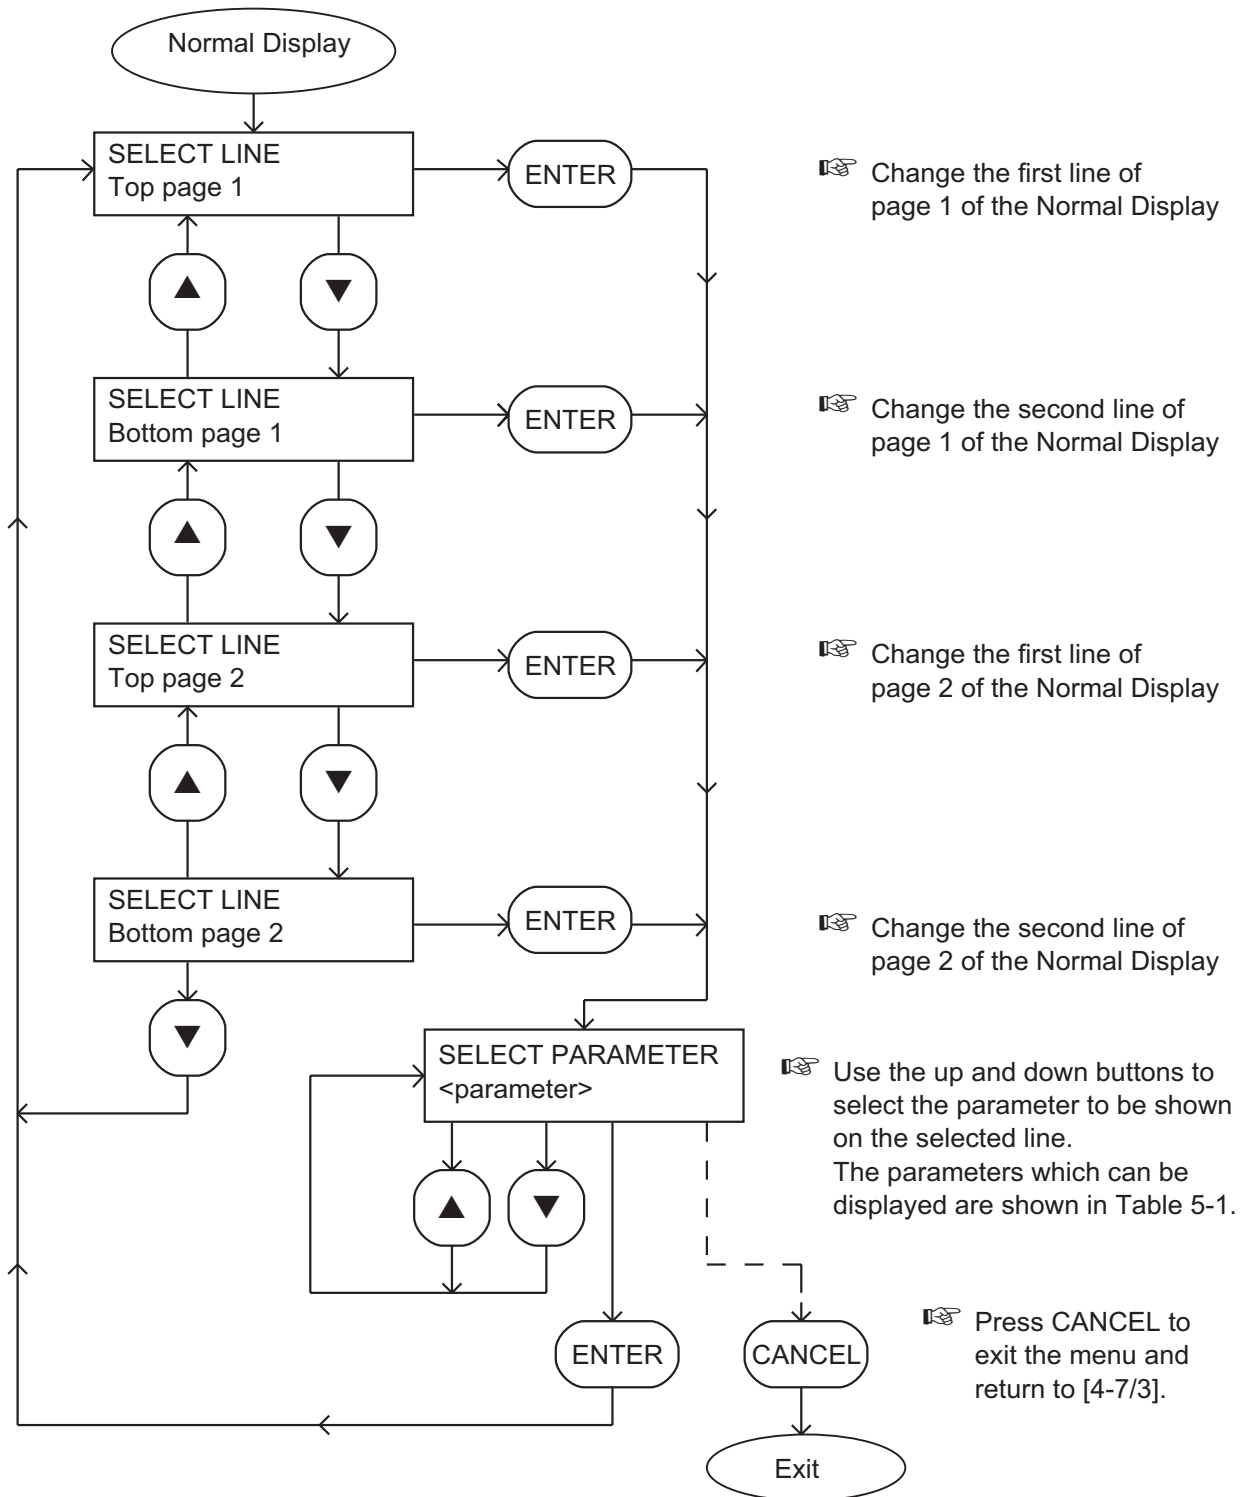 Normal Display
SELECT LINE
Top page 1
ENTER
☞ Change the first line of
page 1 of the Normal Display
▲
▼
SELECT LINE
Bottom page 1
ENTER
☞ Change the second line of
page 1 of the Normal Display
▲
▼
SELECT LINE
Top page 2
ENTER
☞ Change the first line of
page 2 of the Normal Display
▲
▼
SELECT LINE
Bottom page 2
ENTER
☞ Change the second line of
page 2 of the Normal Display
▼
SELECT PARAMETER
<parameter>
☞ Use the up and down buttons to
select the parameter to be shown
on the selected line.
The parameters which can be
displayed are shown in Table 5-1.
▲
▼
ENTER
CANCEL
☞ Press CANCEL to
exit the menu and
return to [4-7/3].
Exit